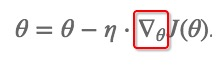 θ = θ − η · ∇θJ(θ).